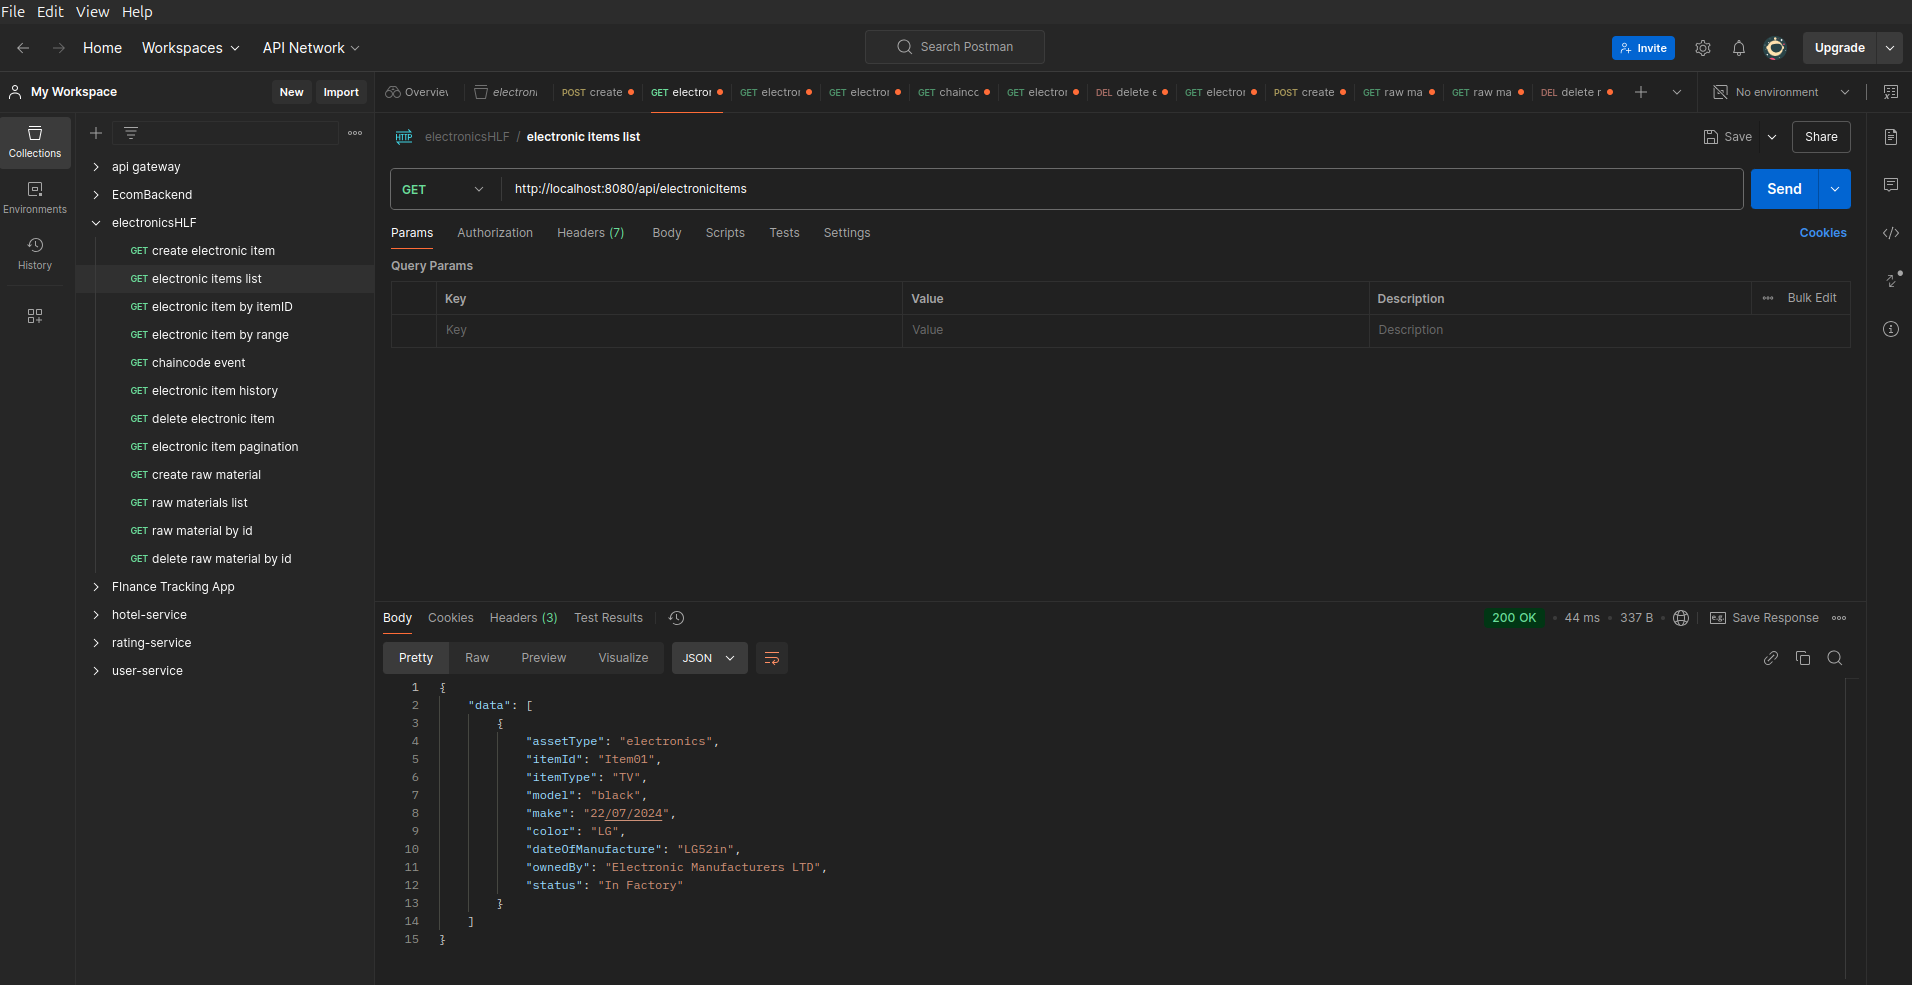 File Edit View Help
Home Workspaces API Network Search Postman Invite Upgrade
My Workspace New Import Overview electroni POST create GET electror GET electror GET electror GET chaincc GET electror DEL delete e GET electror POST create GET raw ma GET raw ma DEL delete r No environment
Collections
Environments
History
api gateway
EcomBackend
electronicsHLF
GET create electronic item
GET electronic items list
GET electronic item by itemID
GET electronic item by range
GET chaincode event
GET electronic item history
GET delete electronic item
GET electronic item pagination
GET create raw material
GET raw materials list
GET raw material by id
GET delete raw material by id
FInance Tracking App
hotel-service
rating-service
user-service
HTTP electronicsHLF / electronic items list Save Share
GET http://localhost:8080/api/electronicItems Send
Params Authorization Headers (7) Body Scripts Tests Settings Cookies
Query Params
Key Value Description Bulk Edit
Key Value Description
Body Cookies Headers (3) Test Results 200 OK 44 ms 337 B e.g. Save Response
Pretty Raw Preview Visualize JSON
1 {
2 "data": [
3 {
4 "assetType": "electronics",
5 "itemId": "Item01",
6 "itemType": "TV",
7 "model": "black",
8 "make": "22/07/2024",
9 "color": "LG",
10 "dateOfManufacture": "LG52in",
11 "ownedBy": "Electronic Manufacturers LTD",
12 "status": "In Factory"
13 }
14 ]
15 }